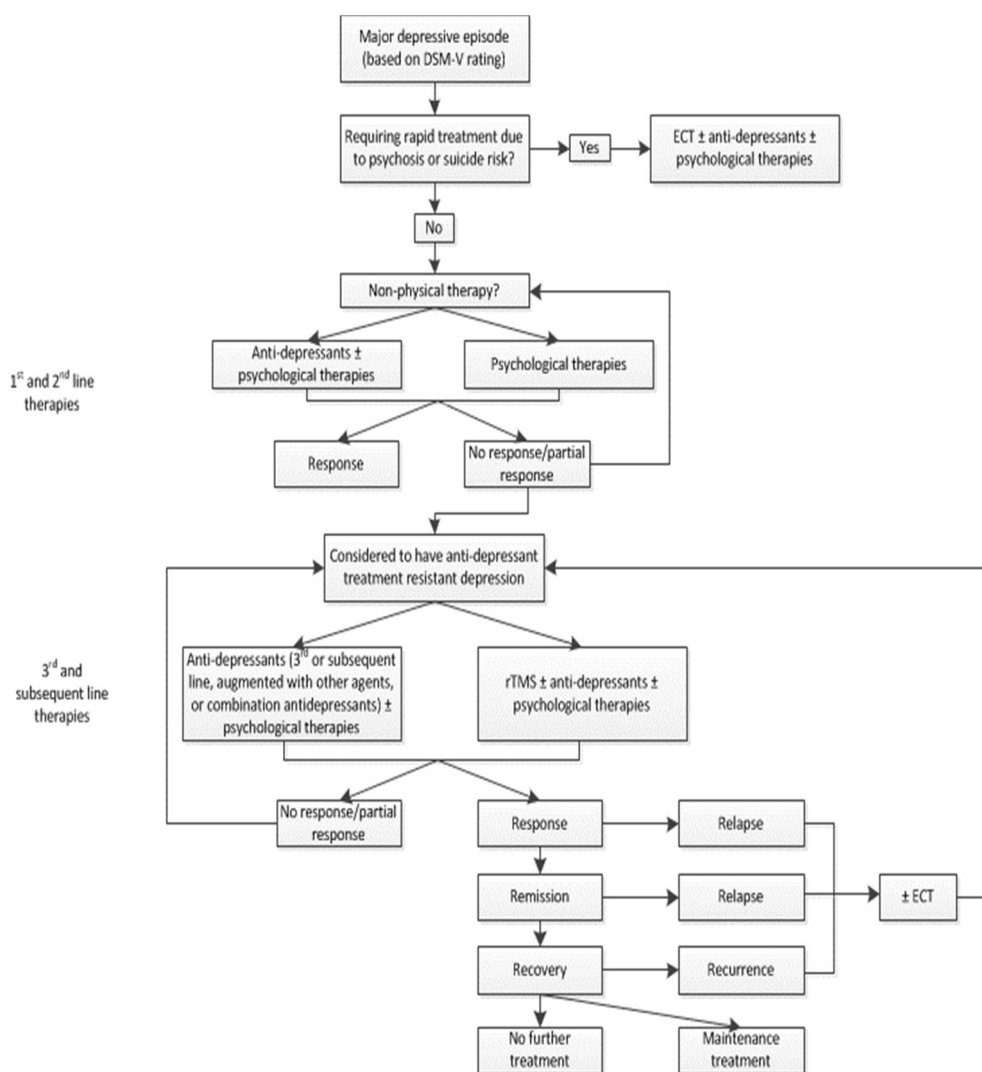 Major depressive episode
(based on DSM-V rating)
Requiring rapid treatment due
to psychosis or suicide risk?
Yes
ECT ± anti-depressants ±
psychological therapies
No
Non-physical therapy?
1st and 2nd line
therapies
Anti-depressants ±
psychological therapies
Psychological therapies
Response
No response/partial
response
Considered to have anti-depressant
treatment resistant depression
3rd and
subsequent line
therapies
Anti-depressants (3rd or subsequent
line, augmented with other agents,
or combination antidepressants) ±
psychological therapies
rTMS ± anti-depressants ±
psychological therapies
No response/partial
response
Response
Relapse
Remission
Relapse
± ECT
Recovery
Recurrence
No further
treatment
Maintenance
treatment